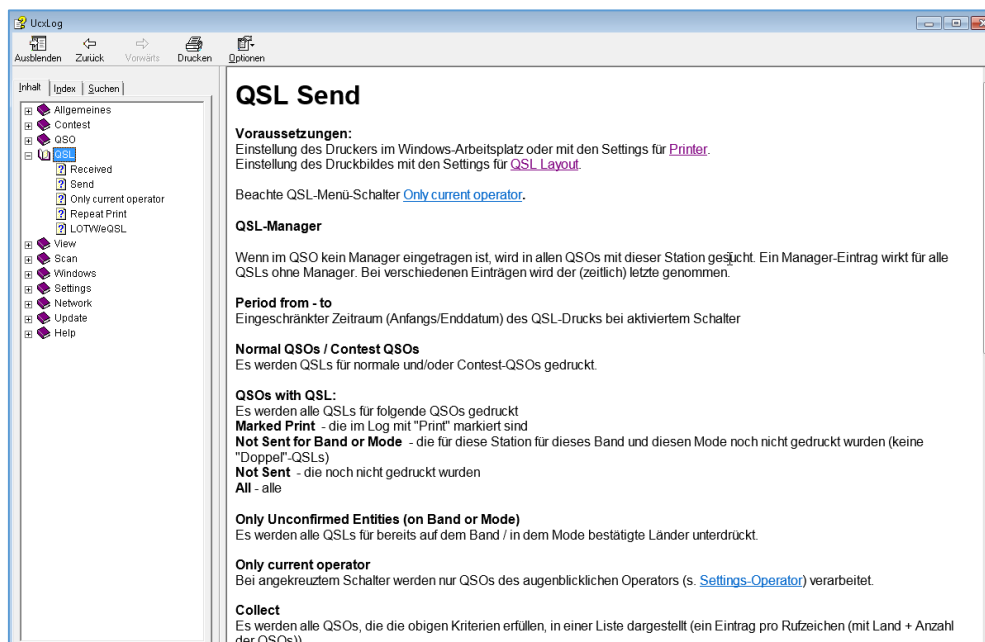 UcxLog
Ausblenden Zurück Vorwärts Drucken Optionen
Inhalt Index Suchen
Allgemeines
Contest
QSO
QSL
Received
Send
Only current operator
Repeat Print
LOTW/eQSL
View
Scan
Windows
Settings
Network
Update
Help
QSL Send
Voraussetzungen:
Einstellung des Druckers im Windows-Arbeitsplatz oder mit den Settings für Printer.
Einstellung des Druckbildes mit den Settings für QSL Layout.
Beachte QSL-Menü-Schalter Only current operator.
QSL-Manager
Wenn im QSO kein Manager eingetragen ist, wird in allen QSOs mit dieser Station gesucht. Ein Manager-Eintrag wirkt für alle
QSLs ohne Manager. Bei verschiedenen Einträgen wird der (zeitlich) letzte genommen.
Period from - to
Eingeschränkter Zeitraum (Anfangs/Enddatum) des QSL-Drucks bei aktiviertem Schalter
Normal QSOs / Contest QSOs
Es werden QSLs für normale und/oder Contest-QSOs gedruckt.
QSOs with QSL:
Es werden alle QSLs für folgende QSOs gedruckt
Marked Print - die im Log mit "Print" markiert sind
Not Sent for Band or Mode - die für diese Station für dieses Band und diesen Mode noch nicht gedruckt wurden (keine
"Doppel"-QSLs)
Not Sent - die noch nicht gedruckt wurden
All - alle
Only Unconfirmed Entities (on Band or Mode)
Es werden alle QSLs für bereits auf dem Band / in dem Mode bestätigte Länder unterdrückt.
Only current operator
Bei angekreuztem Schalter werden nur QSOs des augenblicklichen Operators (s. Settings-Operator) verarbeitet.
Collect
Es werden alle QSOs, die die obigen Kriterien erfüllen, in einer Liste dargestellt (ein Eintrag pro Rufzeichen (mit Land + Anzahl
der QSOs))